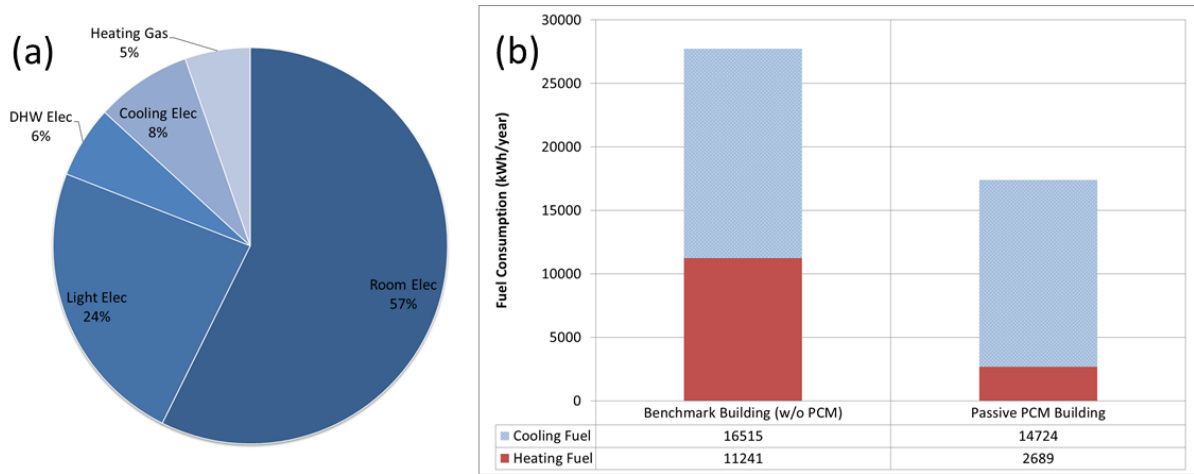 (a)
Heating Gas
5%
DHW Elec
6%
Cooling Elec
8%
Light Elec
24%
Room Elec
57%
(b)
Fuel Consumption (kWh/year)
30000
25000
20000
15000
10000
5000
0
Benchmark Building (w/o PCM) Passive PCM Building
Cooling Fuel 16515 14724
Heating Fuel 11241 2689